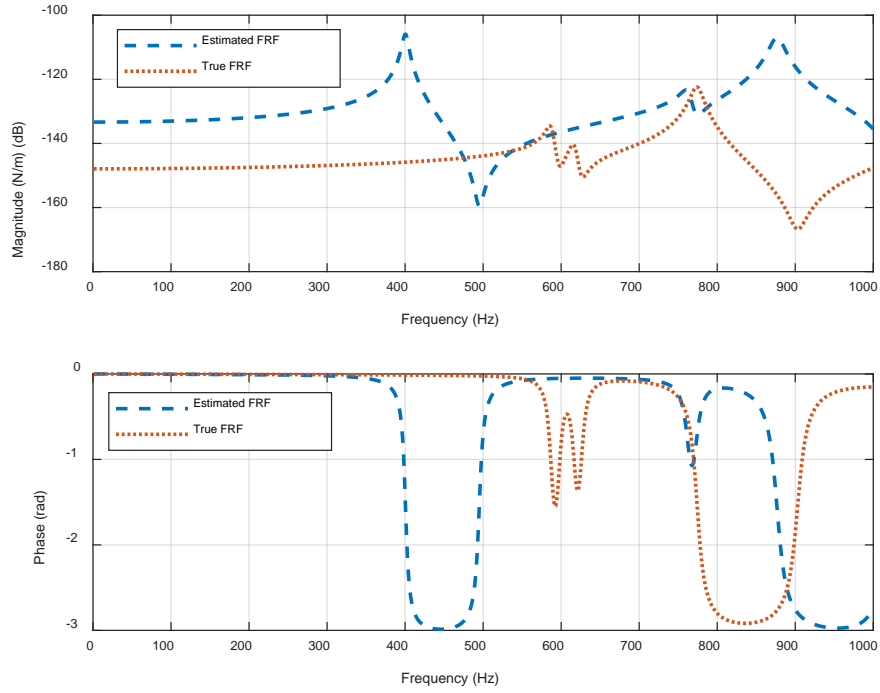 -100
-120
-140
-160
-180
Magnitude (N/m) (dB)
Estimated FRF
True FRF
0 100 200 300 400 500 600 700 800 900 1000
Frequency (Hz)
0
-1
-2
-3
Phase (rad)
Estimated FRF
True FRF
0 100 200 300 400 500 600 700 800 900 1000
Frequency (Hz)